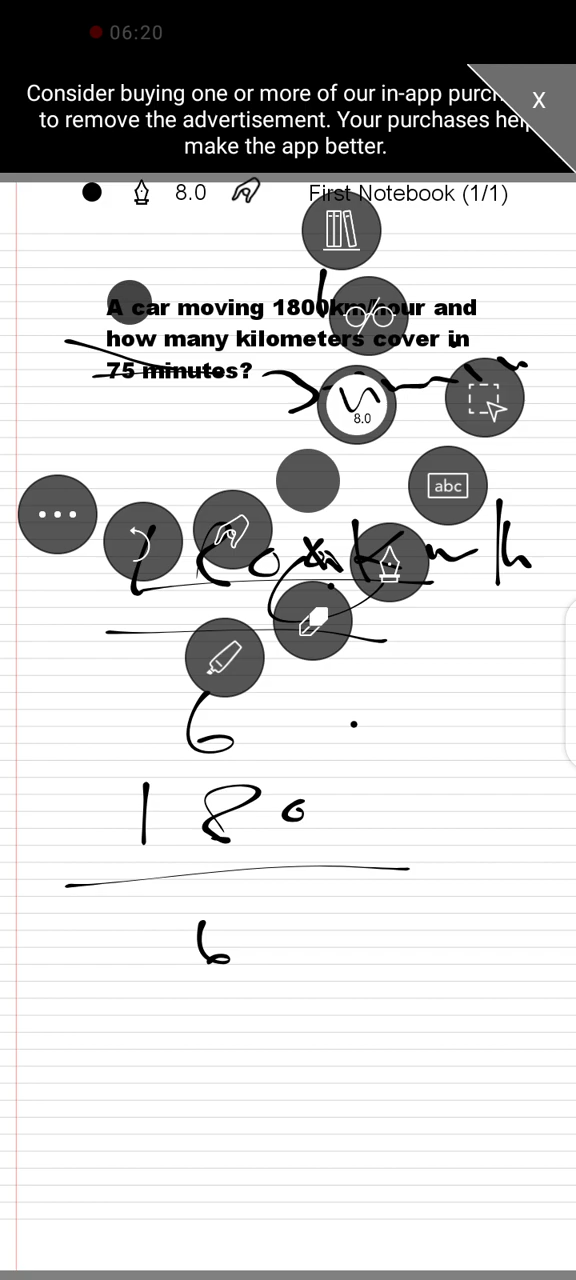 06:20
Consider buying one or more of our in-app purch
X
to remove the advertisement. Your purchases help
make the app better.
8.0 First Notebook (1/1)
A car moving 1800km/hour and
how many kilometers cover in
75 minutes?
8.0
abc
6
180
6